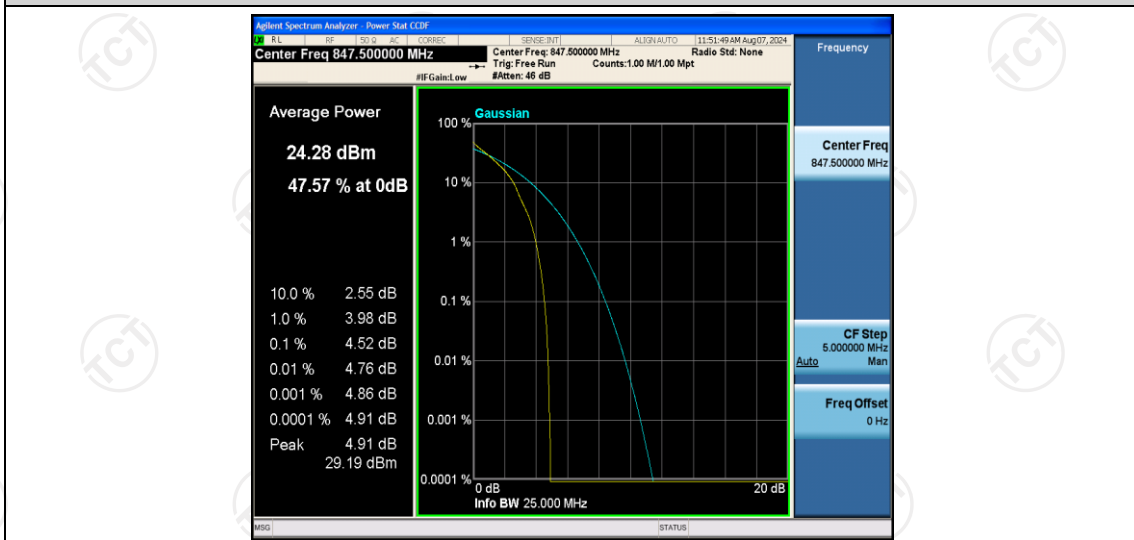 Agilent Spectrum Analyzer - Power Stat CCDF
RL RF 50 Ω AC CORREC SENSE:INT ALIGN AUTO 11:51:49 AM Aug 07, 2024
Center Freq 847.500000 MHz
Center Freq: 847.500000 MHz Radio Std: None
Trig: Free Run Counts:1.00 M/1.00 Mpt
#IFGain:Low #Atten: 46 dB
Frequency
Average Power
24.28 dBm
47.57 % at 0dB
10.0 % 2.55 dB
1.0 % 3.98 dB
0.1 % 4.52 dB
0.01 % 4.76 dB
0.001 % 4.86 dB
0.0001 % 4.91 dB
Peak 4.91 dB
29.19 dBm
Gaussian
100 %
10 %
1 %
0.1 %
0.01 %
0.001 %
0.0001 %
0 dB 20 dB
Info BW 25.000 MHz
Center Freq
847.500000 MHz
CF Step
5.000000 MHz
Auto Man
Freq Offset
0 Hz
MSG STATUS
TCT
TCT
TCT
TCT